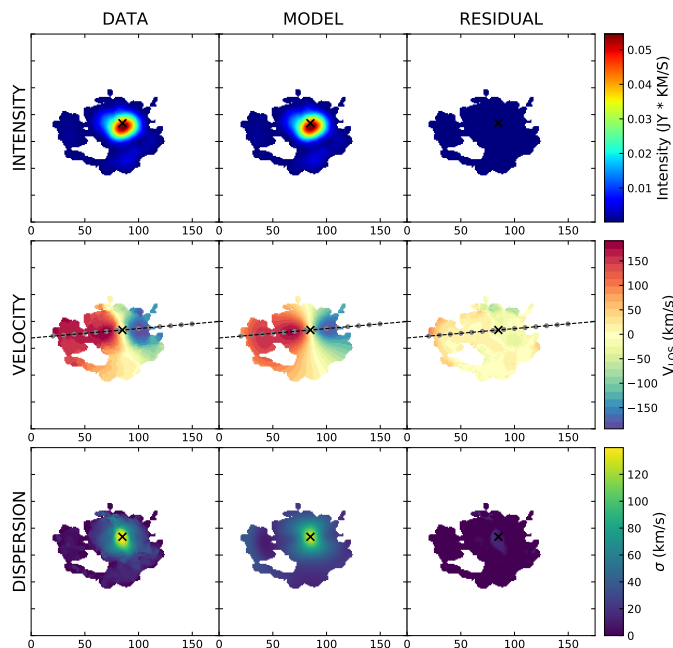 DATA MODEL RESIDUAL
INTENSITY
0 50 100 150 0 50 100 150 0 50 100 150
0.05
0.04
0.03
0.02
0.01
Intensity (JY * KM/S)
VELOCITY
0 50 100 150 0 50 100 150 0 50 100 150
150
100
50
0
−50
−100
−150
V_LOS (km/s)
DISPERSION
0 50 100 150 0 50 100 150 0 50 100 150
120
100
80
60
40
20
0
σ (km/s)